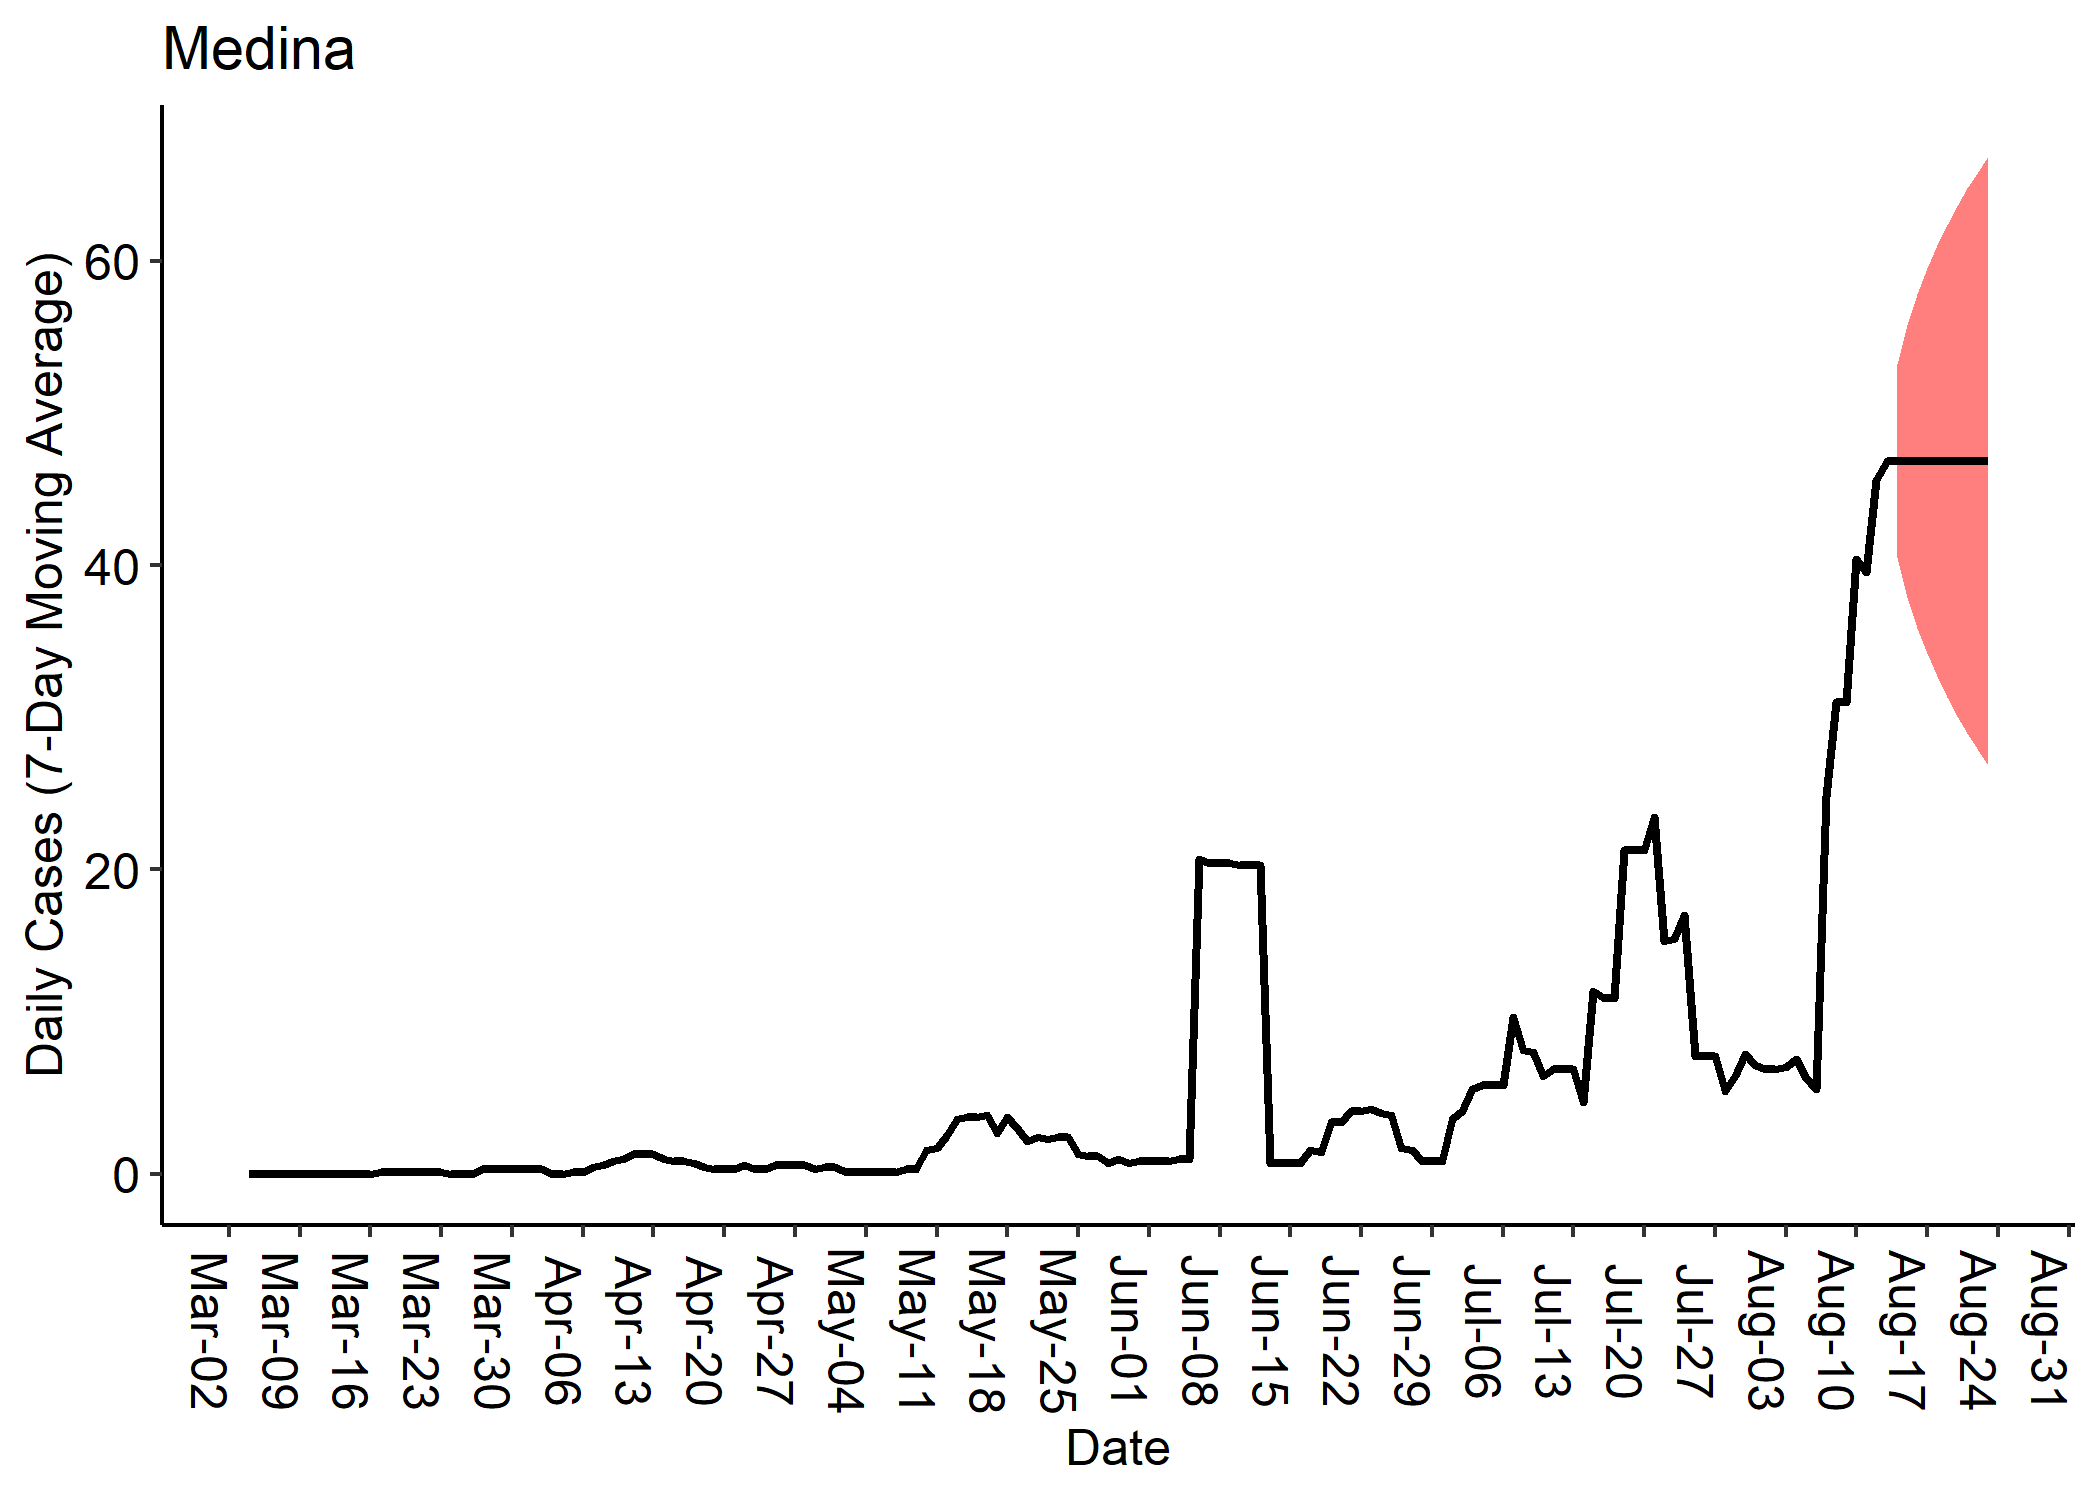 Medina
Daily Cases (7-Day Moving Average)
60
40
20
0
Mar-02
Mar-09
Mar-16
Mar-23
Mar-30
Apr-06
Apr-13
Apr-20
Apr-27
May-04
May-11
May-18
May-25
Jun-01
Jun-08
Jun-15
Jun-22
Jun-29
Jul-06
Jul-13
Jul-20
Jul-27
Aug-03
Aug-10
Aug-17
Aug-24
Aug-31
Date